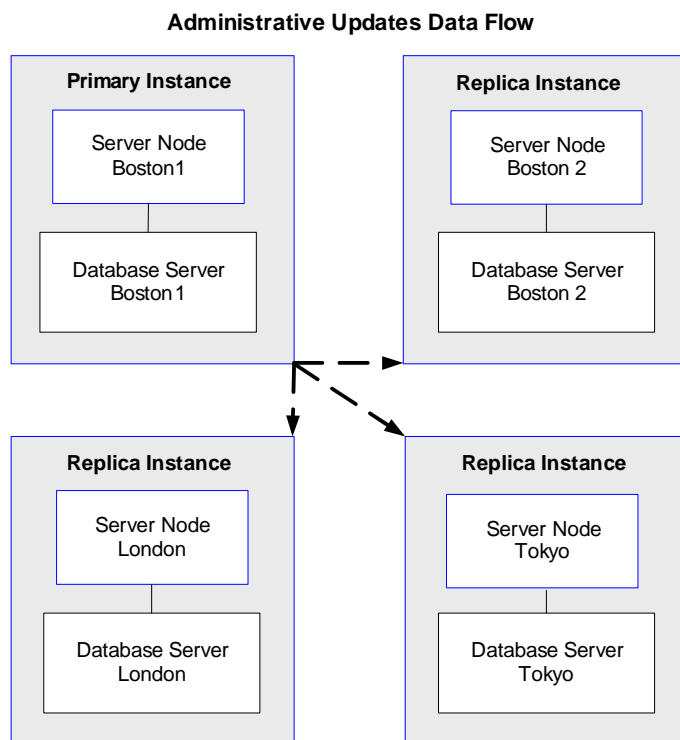 Administrative Updates Data Flow
Primary Instance
Server Node
Boston1
Database Server
Boston1
Replica Instance
Server Node
Boston 2
Database Server
Boston 2
Replica Instance
Server Node
London
Database Server
London
Replica Instance
Server Node
Tokyo
Database Server
Tokyo